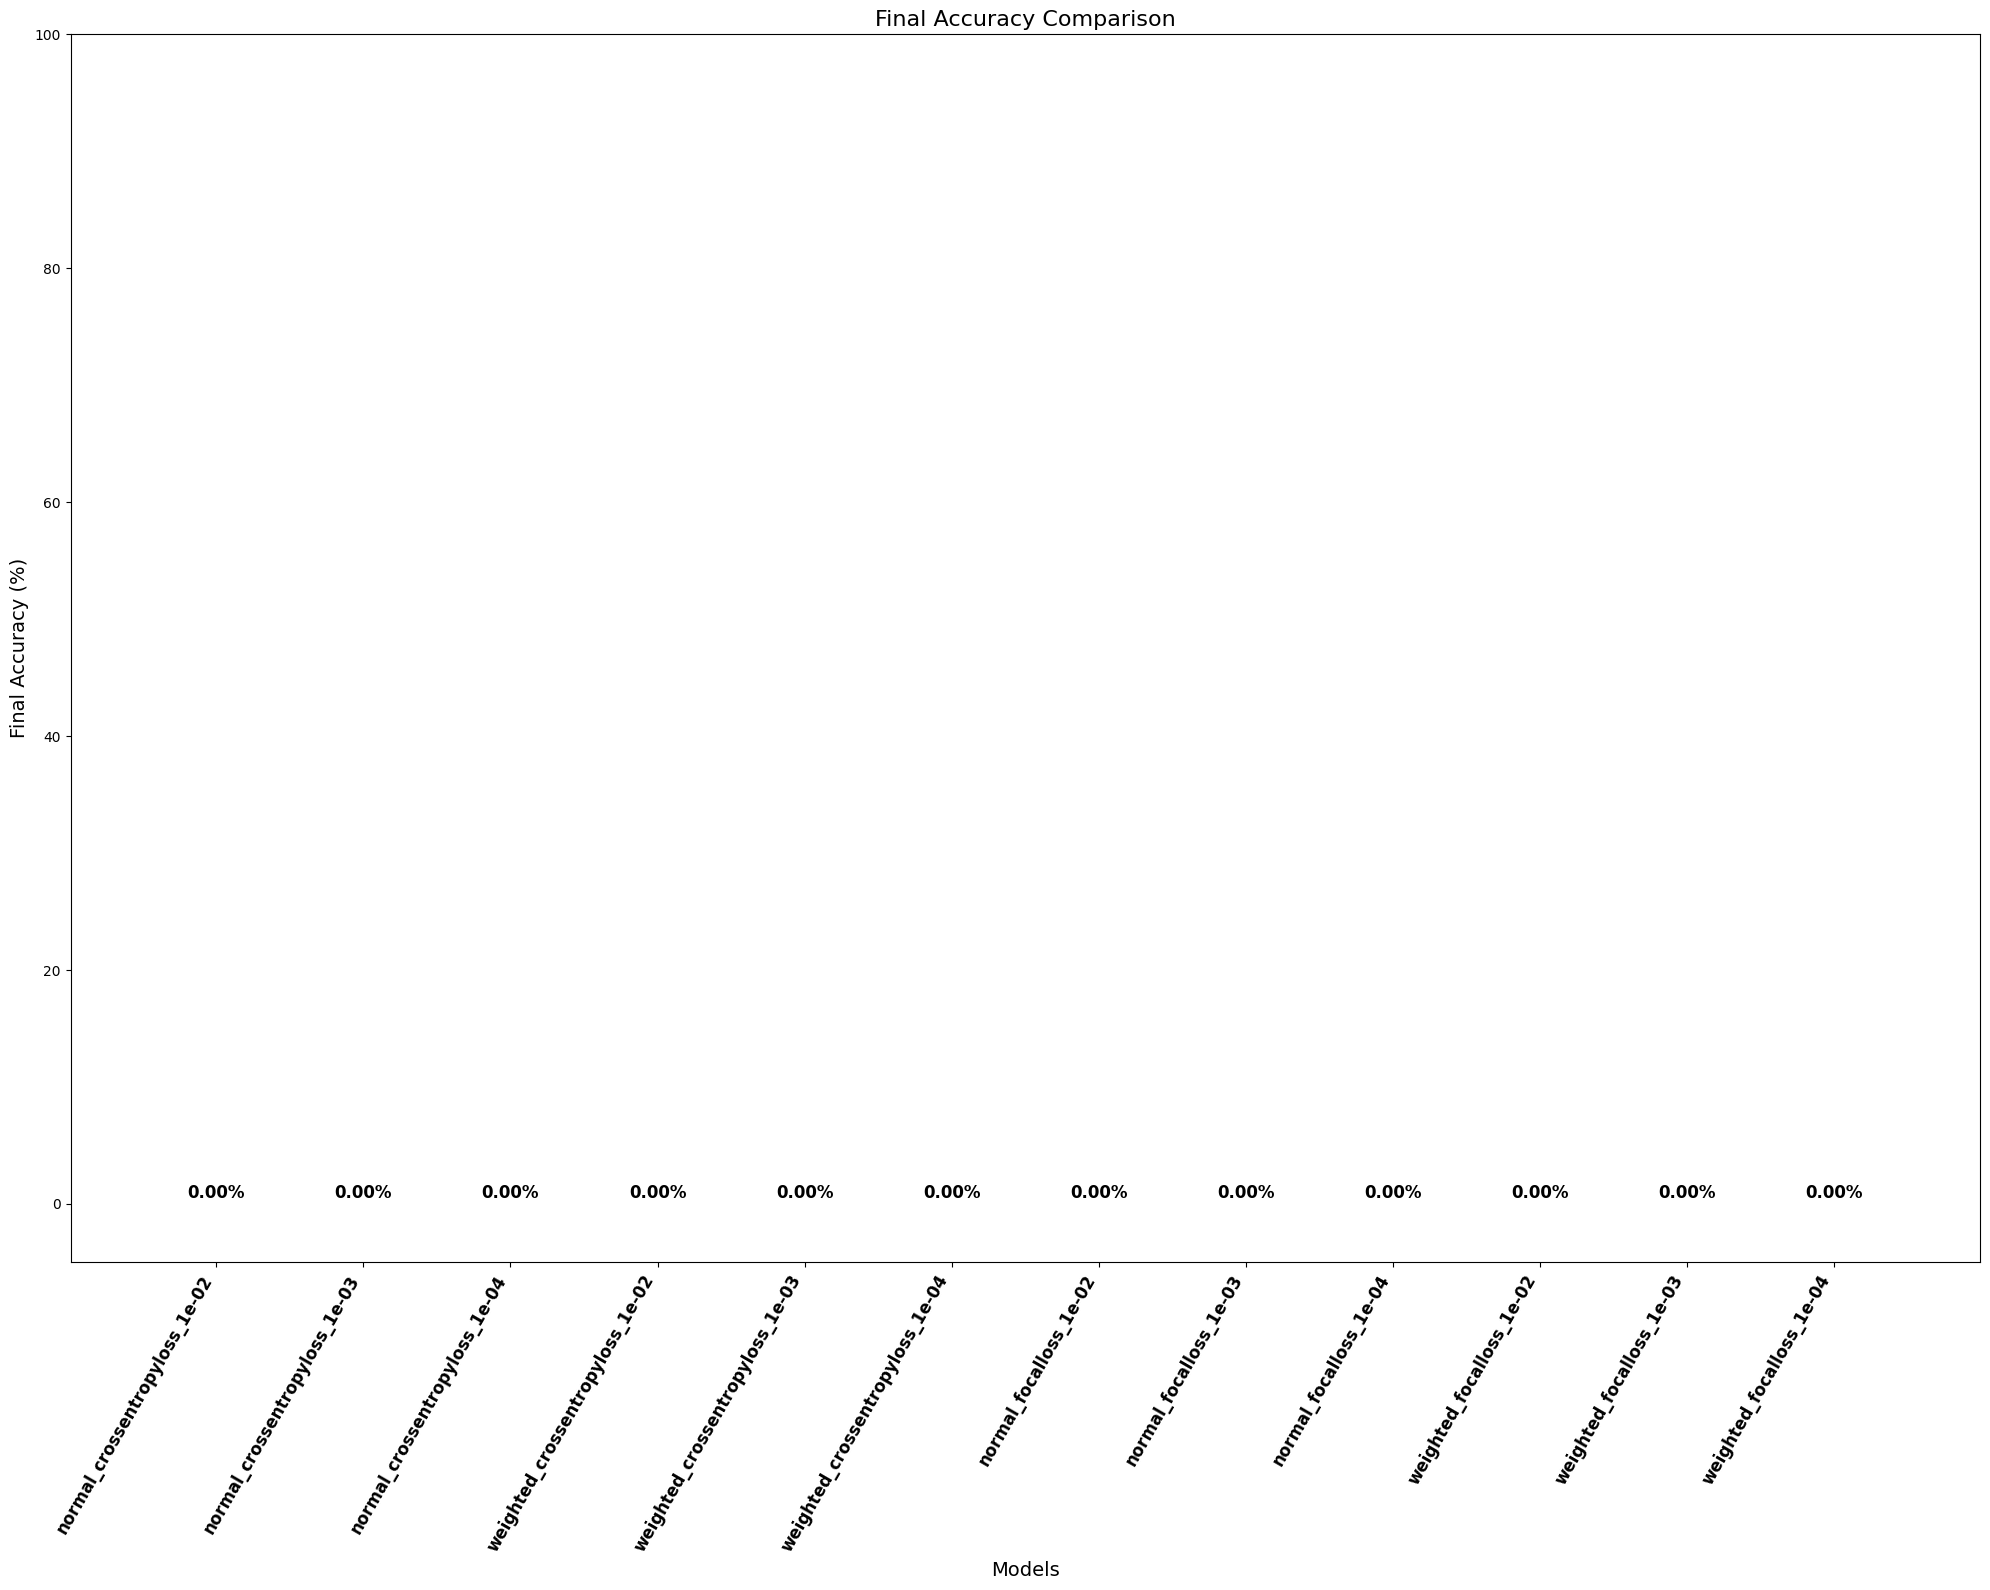 Final Accuracy Comparison
Final Accuracy (%)
100
80
60
40
20
0
0.00% 0.00% 0.00% 0.00% 0.00% 0.00% 0.00% 0.00% 0.00% 0.00% 0.00% 0.00%
normal_crossentropyloss_1e-02
normal_crossentropyloss_1e-03
normal_crossentropyloss_1e-04
weighted_crossentropyloss_1e-02
weighted_crossentropyloss_1e-03
weighted_crossentropyloss_1e-04
normal_focalloss_1e-02
normal_focalloss_1e-03
normal_focalloss_1e-04
weighted_focalloss_1e-02
weighted_focalloss_1e-03
weighted_focalloss_1e-04
Models